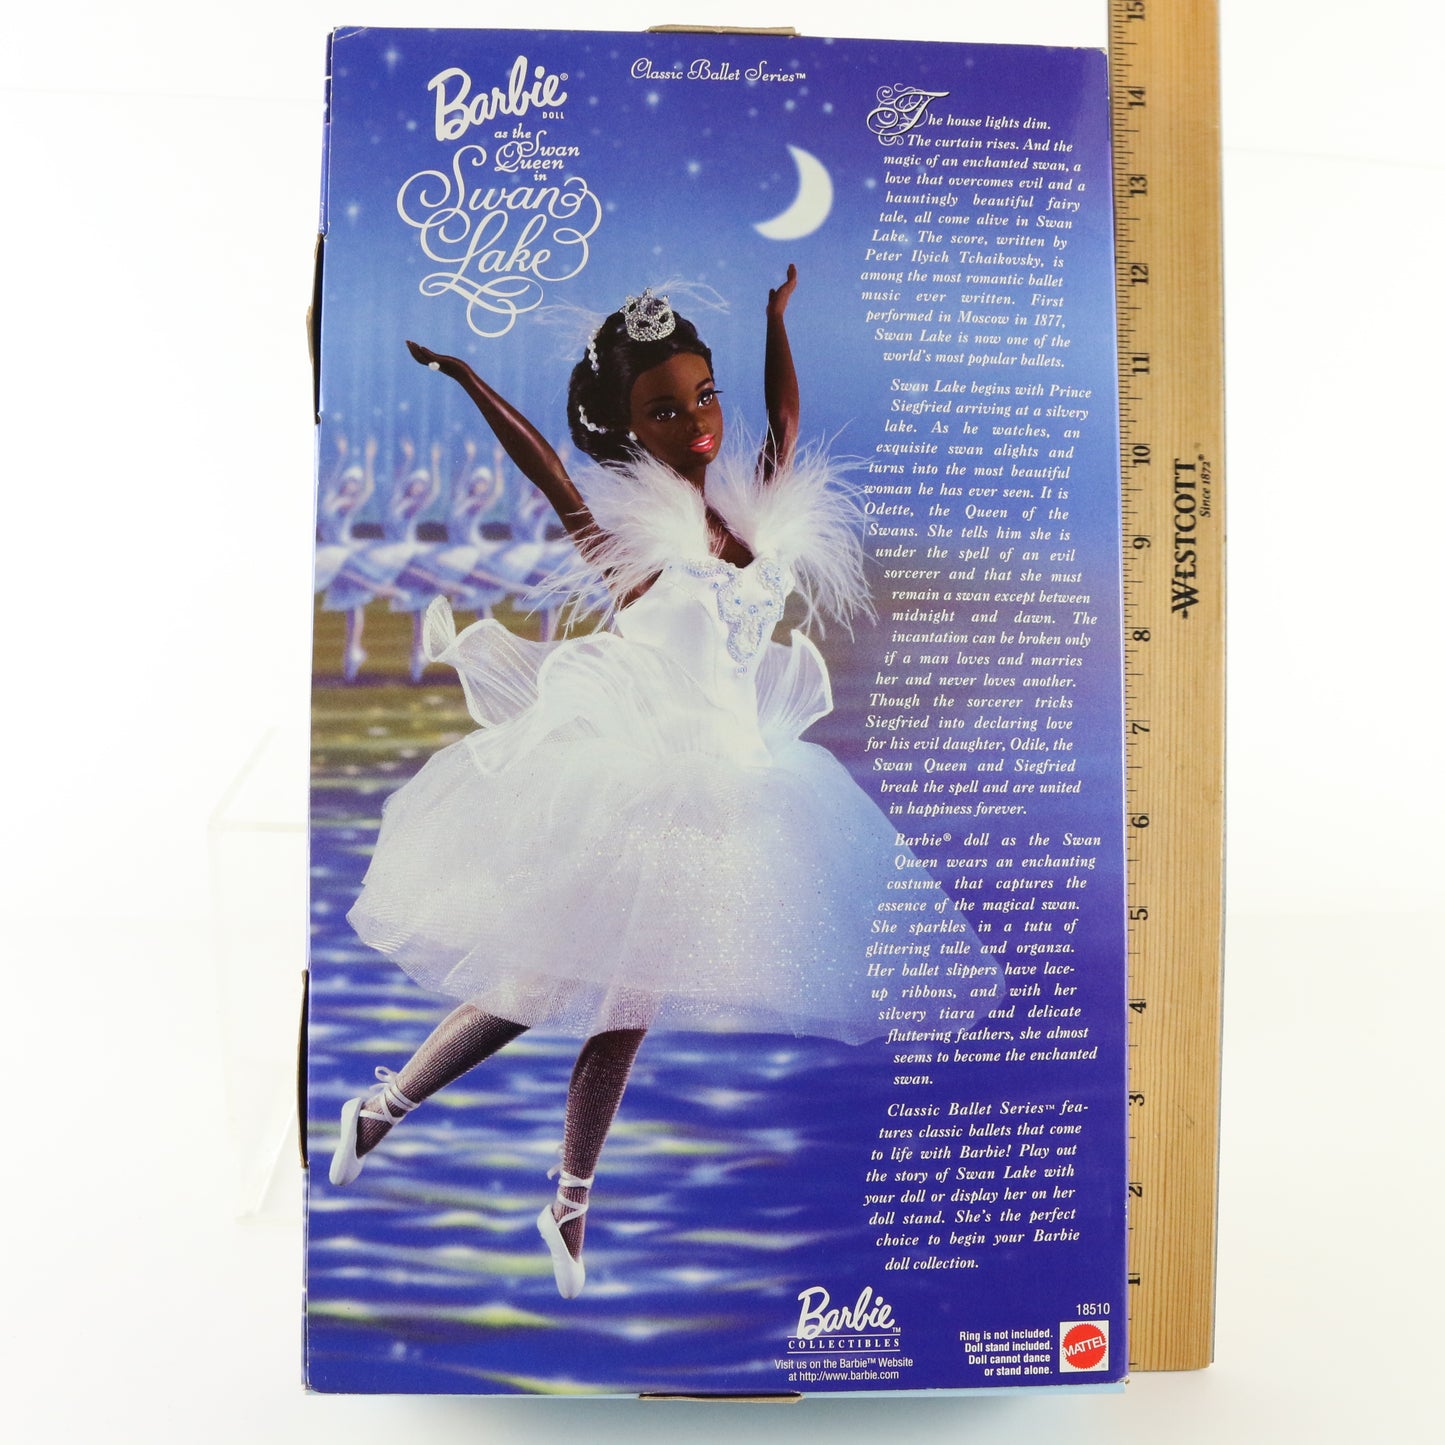 Classic Ballet Series™
Barbie®
DOLL
as the
Swan
Queen
in
Swan
Lake
The house lights dim.
The curtain rises. And the
magic of an enchanted swan, a
love that overcomes evil and a
hauntingly beautiful fairy
tale, all come alive in Swan
Lake. The score, written by
Peter Ilyich Tchaikovsky, is
among the most romantic ballet
music ever written. First
performed in Moscow in 1877,
Swan Lake is now one of the
world's most popular ballets.
Swan Lake begins with Prince
Siegfried arriving at a silvery
lake. As he watches, an
exquisite swan alights and
turns into the most beautiful
woman he has ever seen. It is
Odette, the Queen of the
Swans. She tells him she is
under the spell of an evil
sorcerer and that she must
remain a swan except between
midnight and dawn. The
incantation can be broken only
if a man loves and marries
her and never loves another.
Though the sorcerer tricks
Siegfried into declaring love
for his evil daughter, Odile, the
Swan Queen and Siegfried
break the spell and are united
in happiness forever.
Barbie® doll as the Swan
Queen wears an enchanting
costume that captures the
essence of the magical swan.
She sparkles in a tutu of
glittering tulle and organza.
Her ballet slippers have lace-
up ribbons, and with her
silvery tiara and delicate
fluttering feathers, she almost
seems to become the enchanted
swan.
Classic Ballet Series™ fea-
tures classic ballets that come
to life with Barbie! Play out
the story of Swan Lake with
your doll or display her on her
doll stand. She's the perfect
choice to begin your Barbie
doll collection.
Barbie™
COLLECTIBLES
Visit us on the Barbie™ Website
at http://www.barbie.com
18510
Ring is not included.
Doll stand included.
Doll cannot dance
or stand alone.
MATTEL
15
14
13
12
11
10
9
8
7
6
5
4
3
2
1
WESTCOTT®
Since 1872